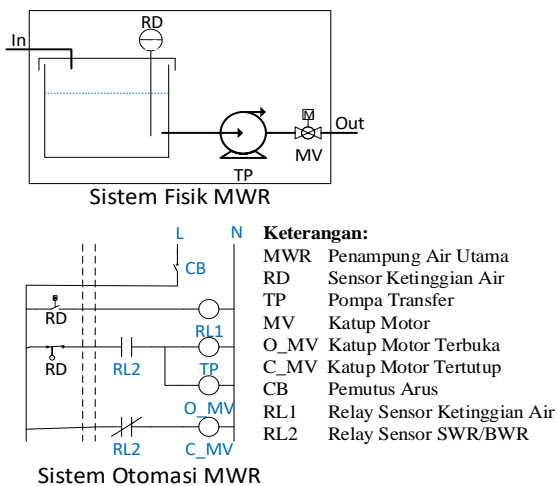 RD
In
M
Out
MV
TP
Sistem Fisik MWR
L N
CB
RD
RL1
RD
RL2
TP
O_MV
RL2
C_MV
Sistem Otomasi MWR
Keterangan:
MWR Penampung Air Utama
RD Sensor Ketinggian Air
TP Pompa Transfer
MV Katup Motor
O_MV Katup Motor Terbuka
C_MV Katup Motor Tertutup
CB Pemutus Arus
RL1 Relay Sensor Ketinggian Air
RL2 Relay Sensor SWR/BWR